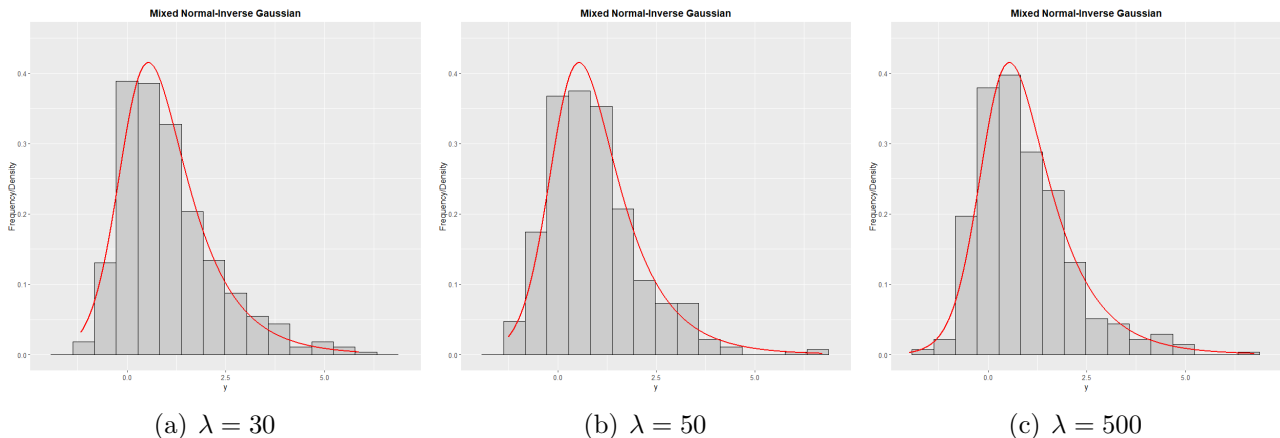 Mixed Normal-Inverse Gaussian
Frequency/Density
0.4
0.3
0.2
0.1
0.0
0.0 2.5 5.0
y
(a) λ = 30
Mixed Normal-Inverse Gaussian
Frequency/Density
0.4
0.3
0.2
0.1
0.0
0.0 2.5 5.0
y
(b) λ = 50
Mixed Normal-Inverse Gaussian
Frequency/Density
0.4
0.3
0.2
0.1
0.0
0.0 2.5 5.0
y
(c) λ = 500